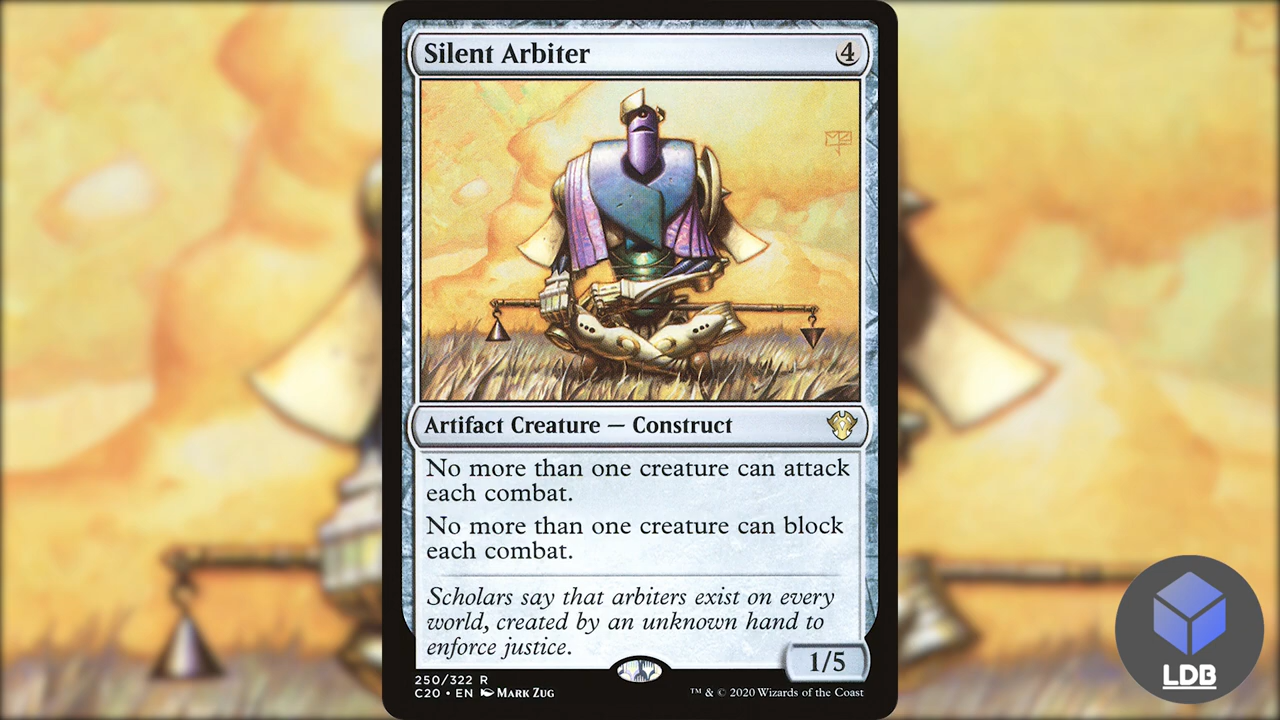 Silent Arbiter 4
Artifact Creature — Construct
No more than one creature can attack
each combat.
No more than one creature can block
each combat.
Scholars say that arbiters exist on every
world, created by an unknown hand to
enforce justice.
1/5
250/322 R
C20 • EN Mark Zug
™ & © 2020 Wizards of the Coast
LDB